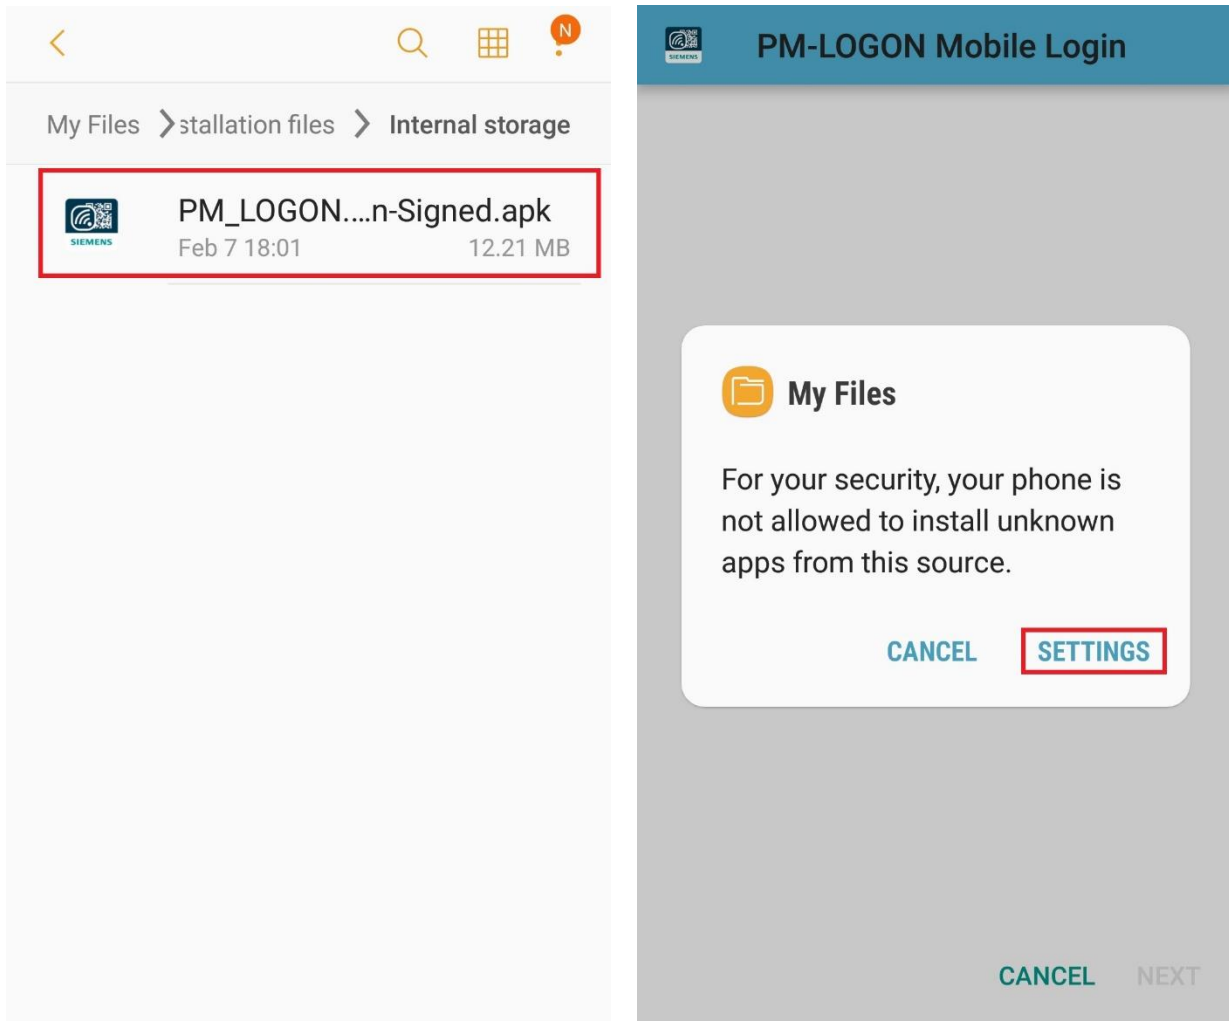 N
My Files stallation files Internal storage
PM_LOGON....n-Signed.apk
SIEMENS
Feb 7 18:01 12.21 MB
SIEMENS
PM-LOGON Mobile Login
My Files
For your security, your phone is
not allowed to install unknown
apps from this source.
CANCEL SETTINGS
CANCEL NEXT